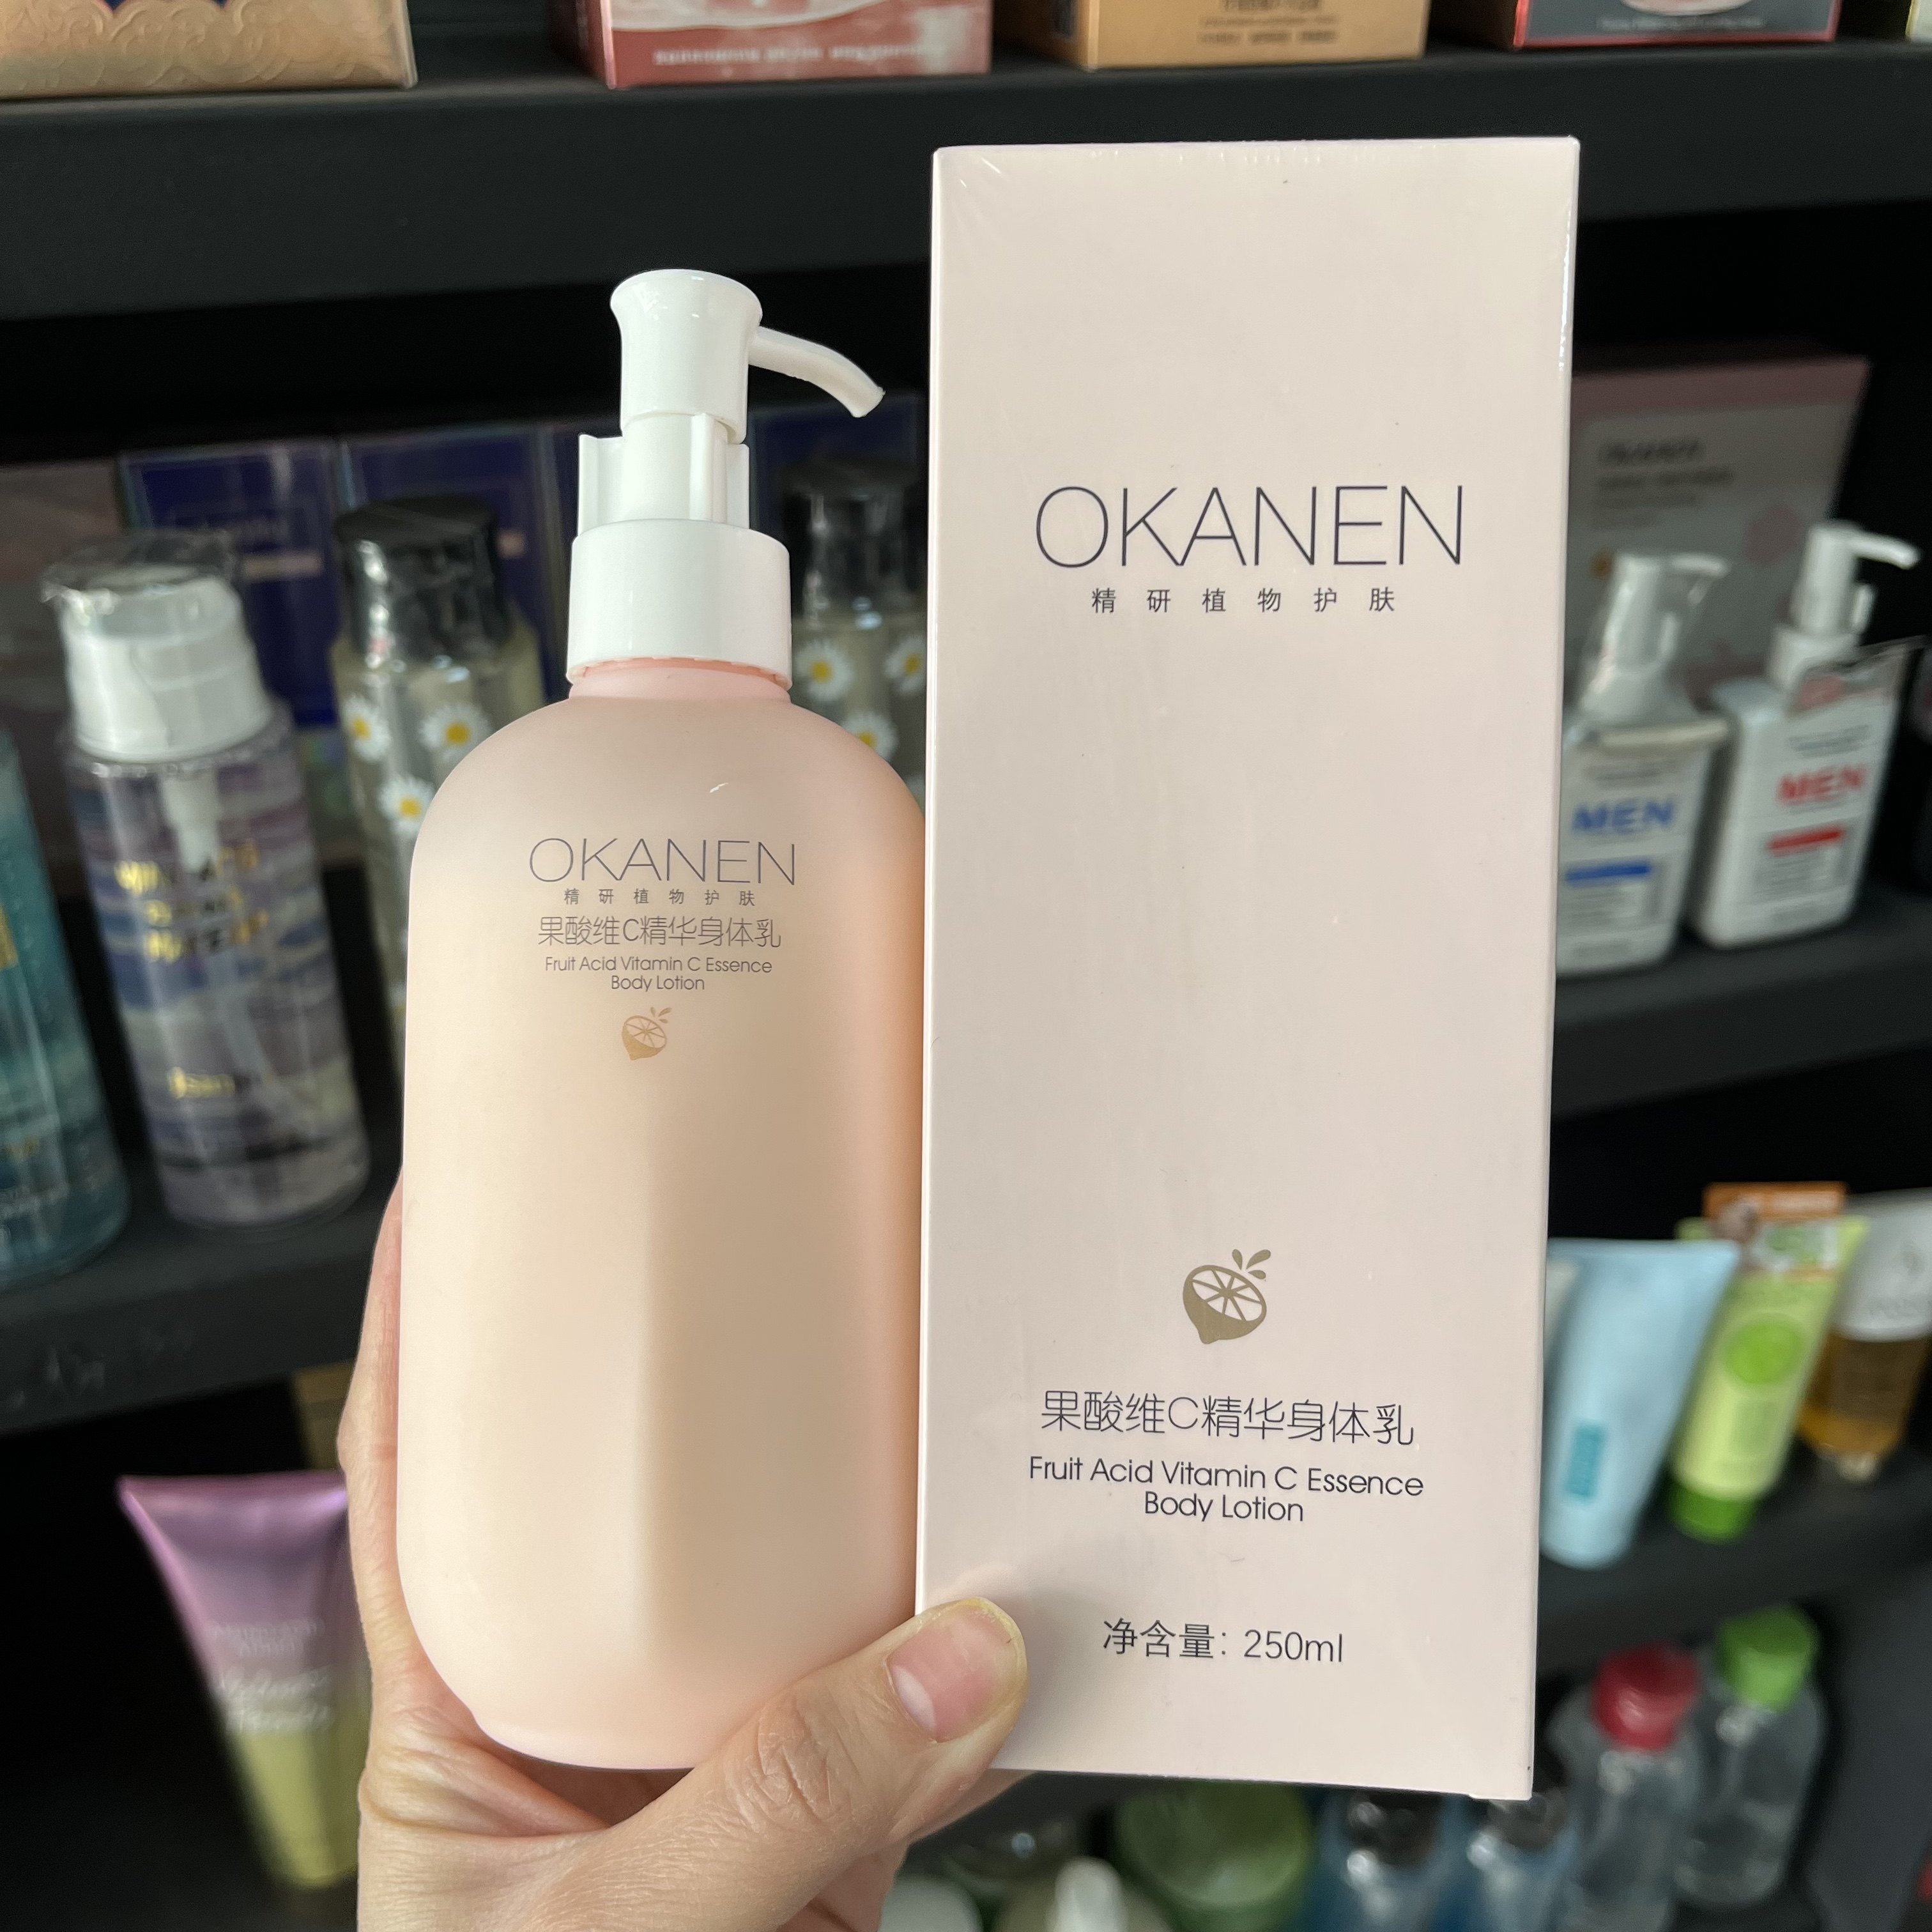 OKANEN
精研植物护肤
果酸维C精华身体乳
Fruit Acid Vitamin C Essence
Body Lotion
OKANEN
精研植物护肤
果酸维C精华身体乳
Fruit Acid Vitamin C Essence
Body Lotion
净含量: 250ml
MEN
MEN